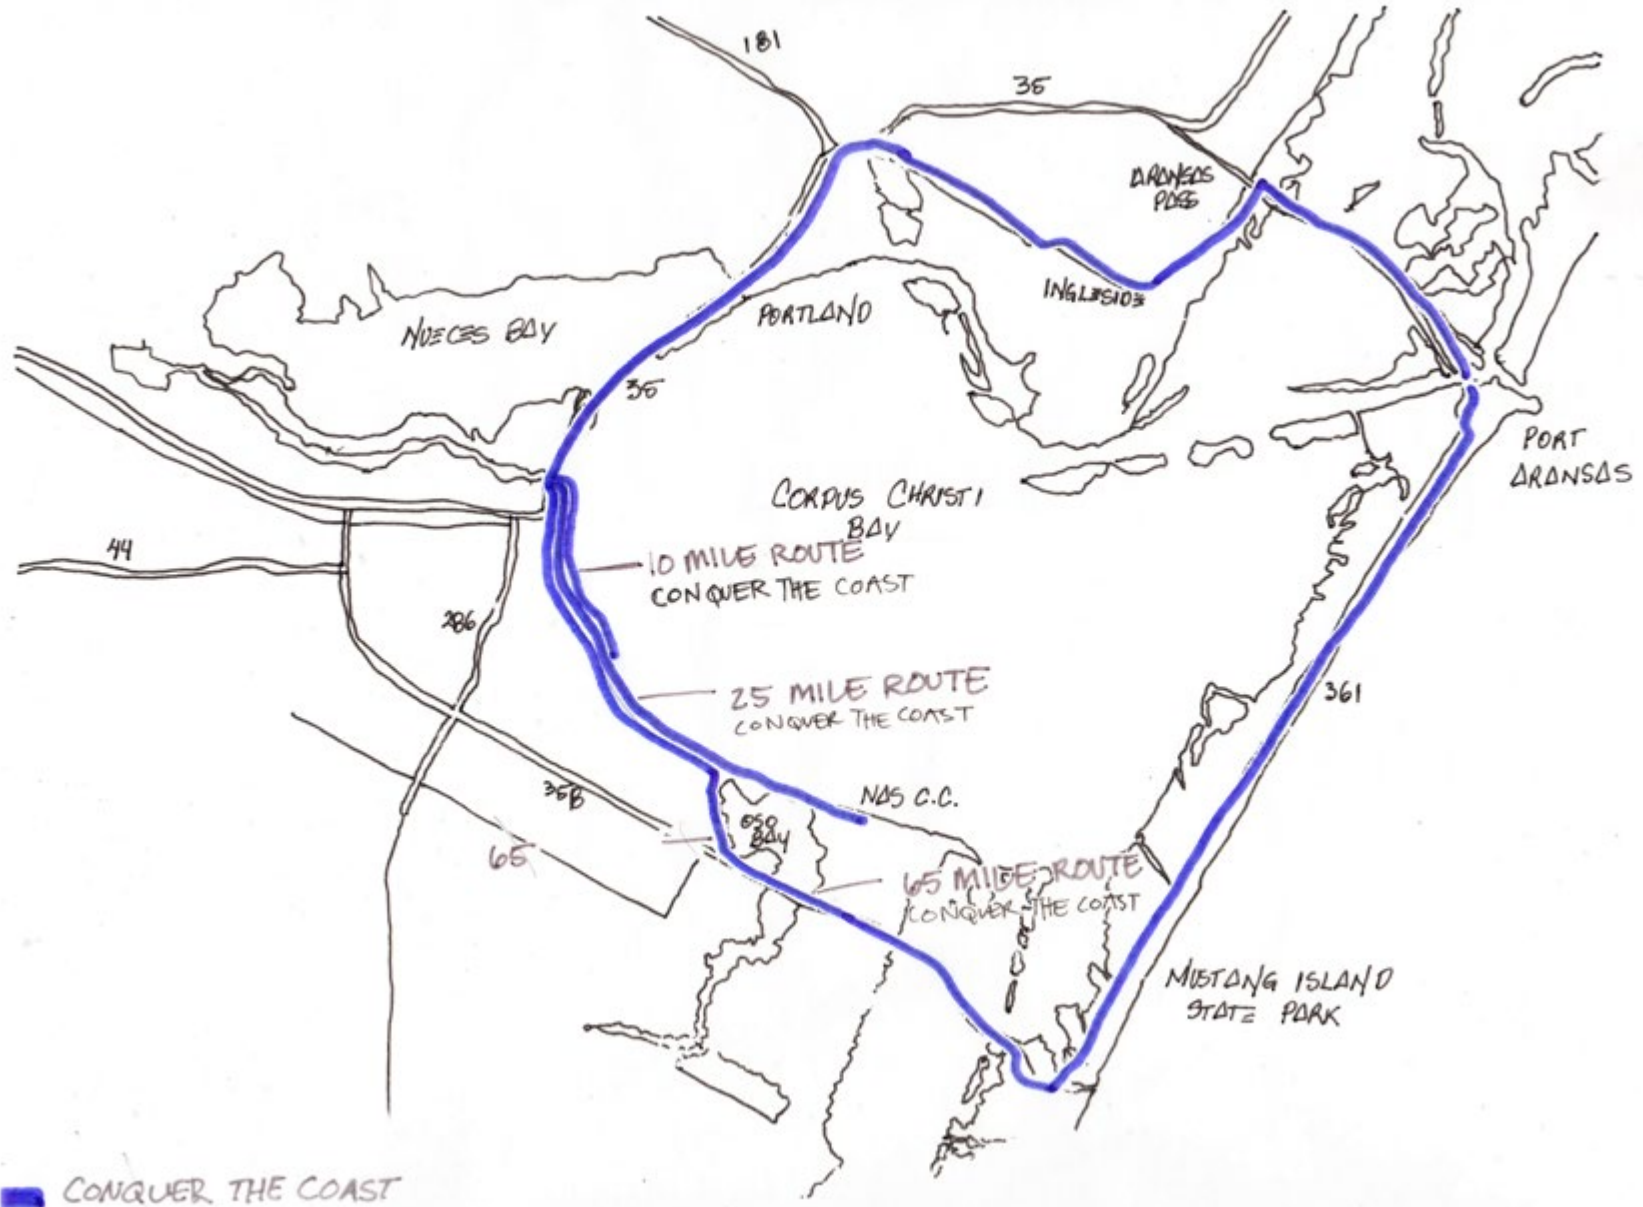 181
35
ARANSAS
PASS
INGLESIDE
NUECES BAY
PORTLAND
35
PORT
ARANSAS
CORPUS CHRISTI
BAY
44
10 MILE ROUTE
CONQUER THE COAST
286
25 MILE ROUTE
CONQUER THE COAST
361
358
NAS C.C.
OSO
BAY
65
65 MILE ROUTE
CONQUER THE COAST
MUSTANG ISLAND
STATE PARK
CONQUER THE COAST